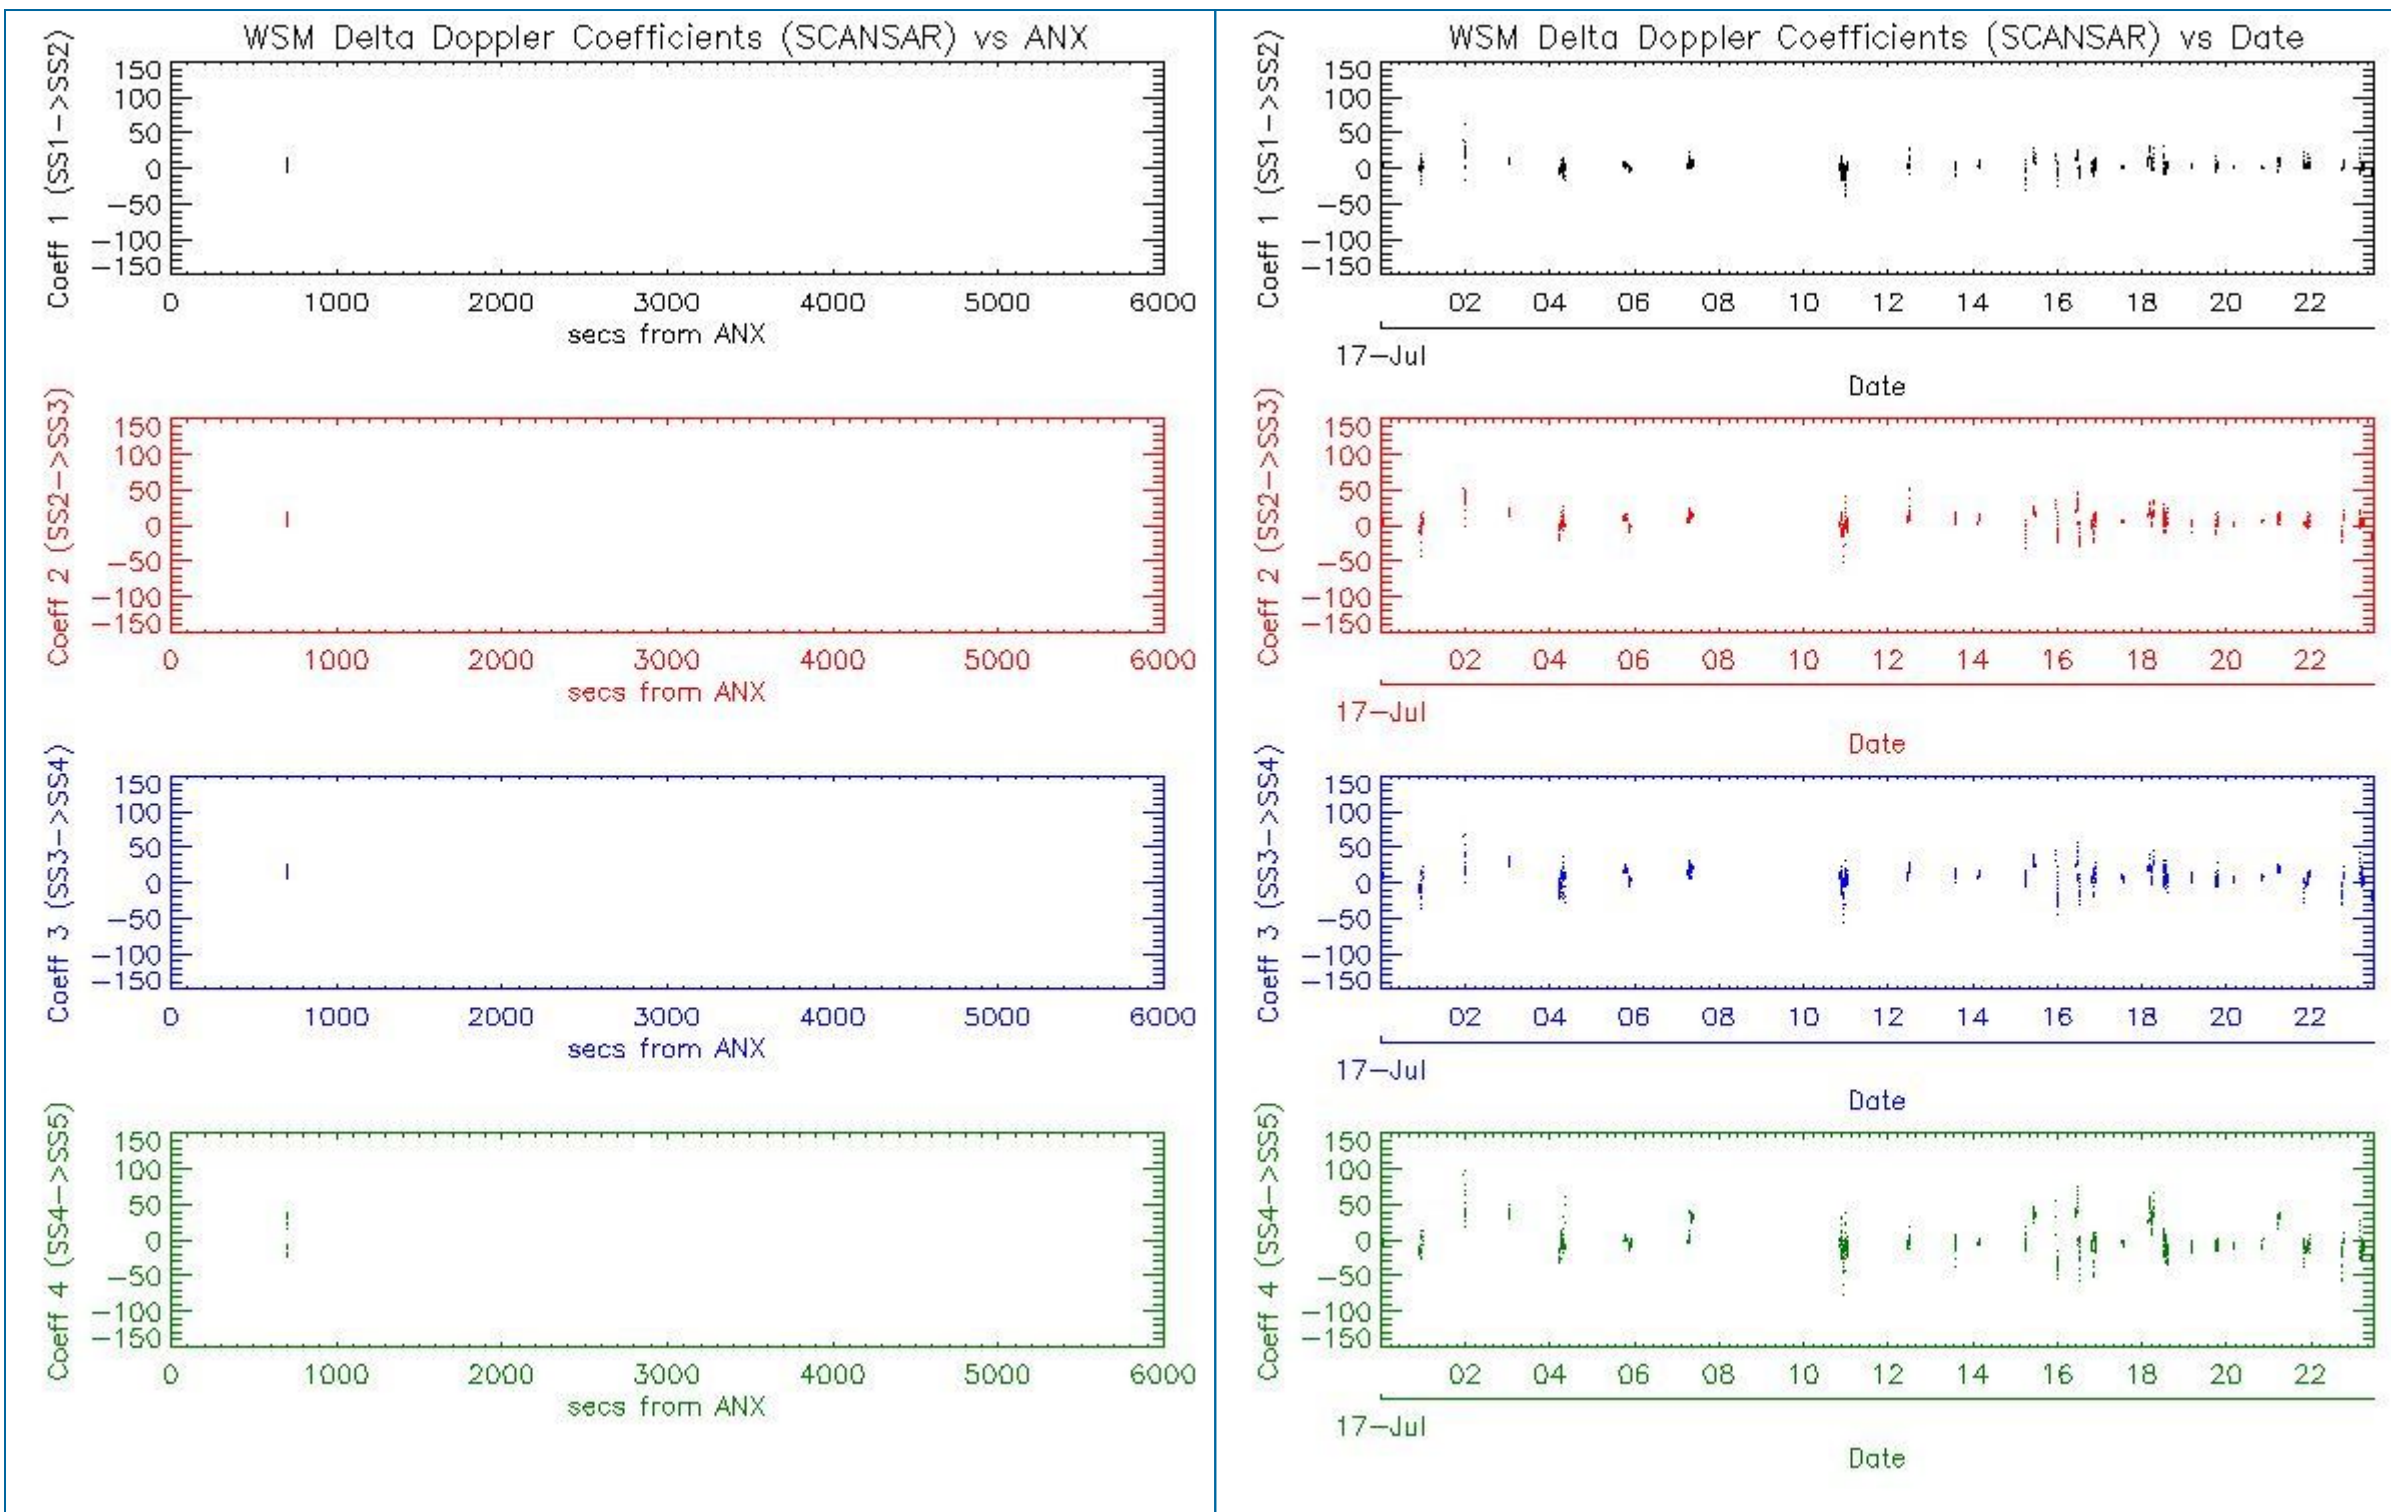 WSM Delta Doppler Coefficients (SCANSAR) vs ANX
Coeff 1 (SS1->SS2)
150
100
50
0
-50
-100
-150
0 1000 2000 3000 4000 5000 6000
secs from ANX
Coeff 2 (SS2->SS3)
150
100
50
0
-50
-100
-150
0 1000 2000 3000 4000 5000 6000
secs from ANX
Coeff 3 (SS3->SS4)
150
100
50
0
-50
-100
-150
0 1000 2000 3000 4000 5000 6000
secs from ANX
Coeff 4 (SS4->SS5)
150
100
50
0
-50
-100
-150
0 1000 2000 3000 4000 5000 6000
secs from ANX
WSM Delta Doppler Coefficients (SCANSAR) vs Date
Coeff 1 (SS1->SS2)
150
100
50
0
-50
-100
-150
02 04 06 08 10 12 14 16 18 20 22
17-Jul
Date
Coeff 2 (SS2->SS3)
150
100
50
0
-50
-100
-150
02 04 06 08 10 12 14 16 18 20 22
17-Jul
Date
Coeff 3 (SS3->SS4)
150
100
50
0
-50
-100
-150
02 04 06 08 10 12 14 16 18 20 22
17-Jul
Date
Coeff 4 (SS4->SS5)
150
100
50
0
-50
-100
-150
02 04 06 08 10 12 14 16 18 20 22
17-Jul
Date